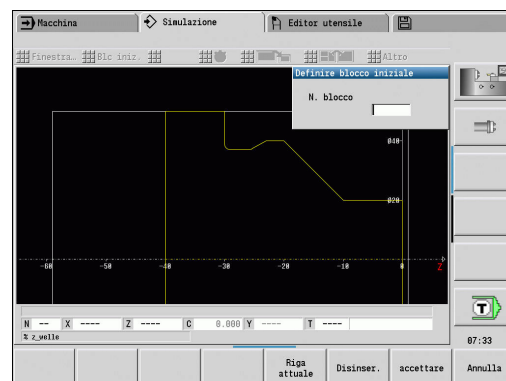 Macchina Simulazione Editor utensile
Finestra… Blc iniz. Altro
Definire blocco iniziale
N. blocco
Ø40
Ø20
-60 -50 -40 -30 -20 -10 0 Z
N -- X ---- Z ---- C 0.000 Y ---- T ----
% z_welle
T
07:33
Riga attuale Disinser. accettare Annulla